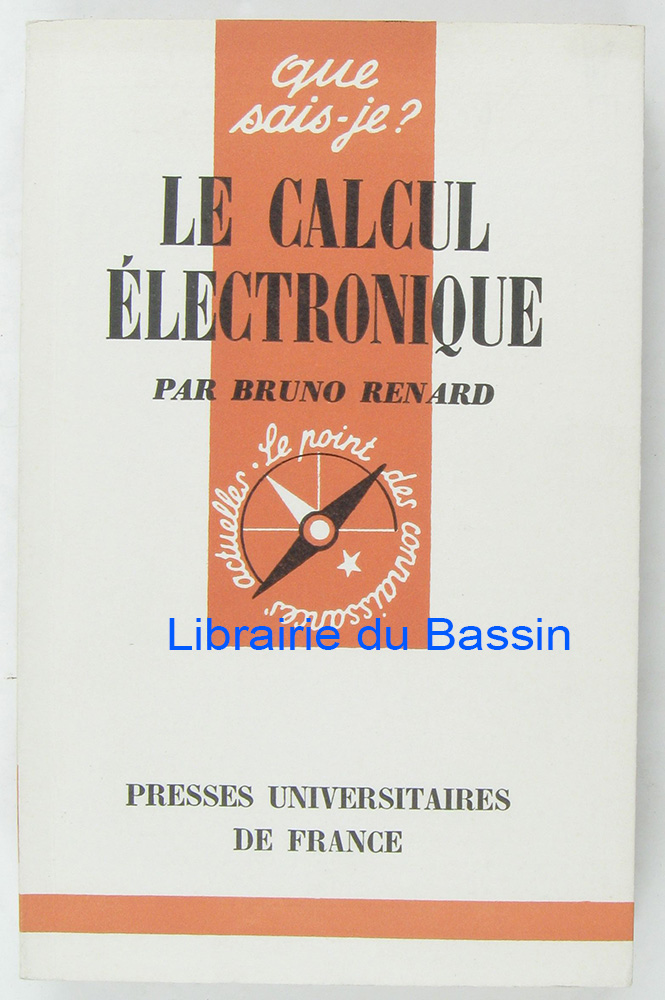 que
sais-je?
LE CALCUL
ÉLECTRONIQUE
PAR BRUNO RENARD
Le point des connaissances actuelles.
Librairie du Bassin
PRESSES UNIVERSITAIRES
DE FRANCE